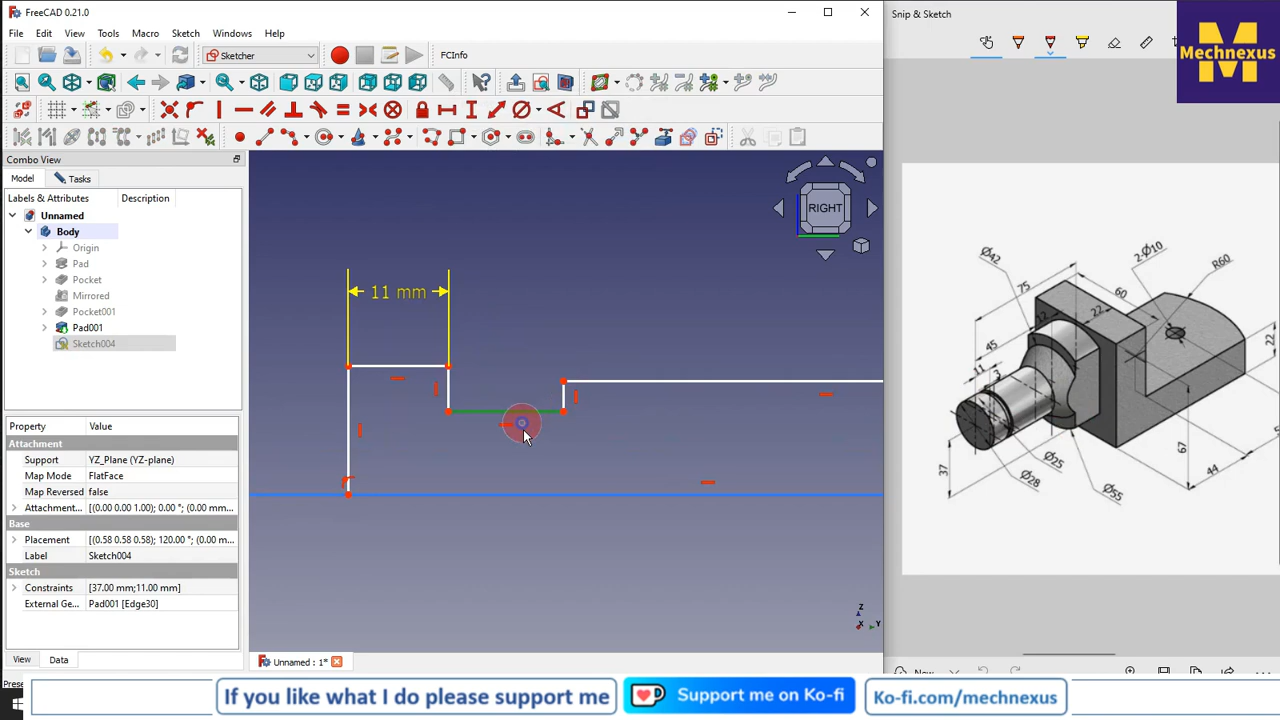 FreeCAD 0.21.0
Snip & Sketch
M
Mechnexus
File Edit View Tools Macro Sketch Windows Help
Sketcher
FCInfo
Combo View
Model Tasks
Labels & Attributes Description
Unnamed
Body
Origin
Pad
Pocket
Mirrored
Pocket001
Pad001
Sketch004
Property Value
Attachment
Support YZ_Plane (YZ-plane)
Map Mode FlatFace
Map Reversed false
Attachment... [(0.00 0.00 1.00); 0.00 °; (0.00 mm...
Base
Placement [(0.58 0.58 0.58); 120.00 °; (0.00 m...
Label Sketch004
Sketch
Constraints [37.00 mm;11.00 mm]
External Ge... Pad001 [Edge30]
View Data
RIGHT
11 mm
Z
X Y
Unnamed : 1*
Ø42
75
2-Ø10
R60
60
22
12
45
11
3
22
67
44
37
Ø25
Ø28
Ø55
New
Prese
If you like what I do please support me
Support me on Ko-fi
Ko-fi.com/mechnexus